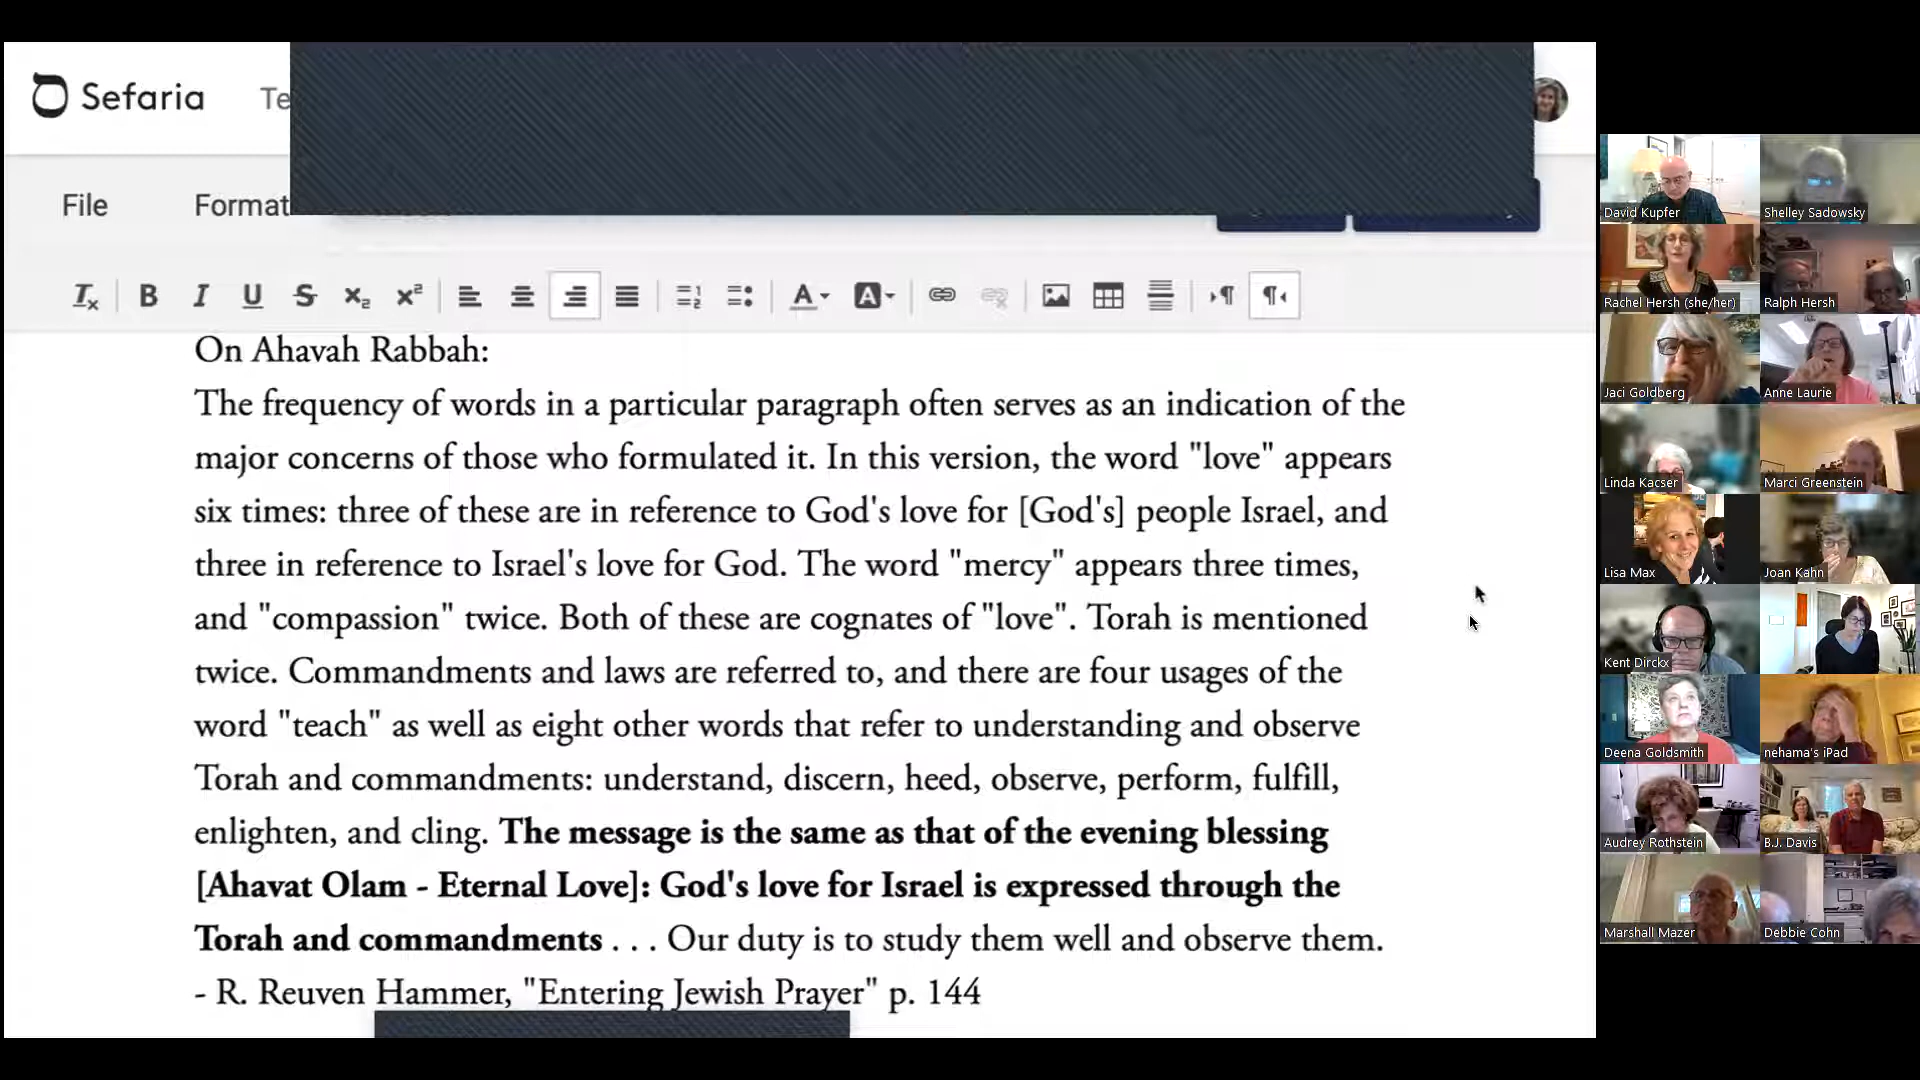 Sefaria
Te
File
Format
On Ahavah Rabbah:
The frequency of words in a particular paragraph often serves as an indication of the
major concerns of those who formulated it. In this version, the word "love" appears
six times: three of these are in reference to God's love for [God's] people Israel, and
three in reference to Israel's love for God. The word "mercy" appears three times,
and "compassion" twice. Both of these are cognates of "love". Torah is mentioned
twice. Commandments and laws are referred to, and there are four usages of the
word "teach" as well as eight other words that refer to understanding and observe
Torah and commandments: understand, discern, heed, observe, perform, fulfill,
enlighten, and cling. The message is the same as that of the evening blessing
[Ahavat Olam - Eternal Love]: God's love for Israel is expressed through the
Torah and commandments . . . Our duty is to study them well and observe them.
- R. Reuven Hammer, "Entering Jewish Prayer" p. 144
David Kupfer
Shelley Sadowsky
Rachel Hersh (she/her)
Ralph Hersh
Jaci Goldberg
Anne Laurie
Linda Kacser
Marci Greenstein
Lisa Max
Joan Kahn
Kent Dirckx
Deena Goldsmith
nehama's iPad
Audrey Rothstein
B.J. Davis
Marshall Mazer
Debbie Cohn